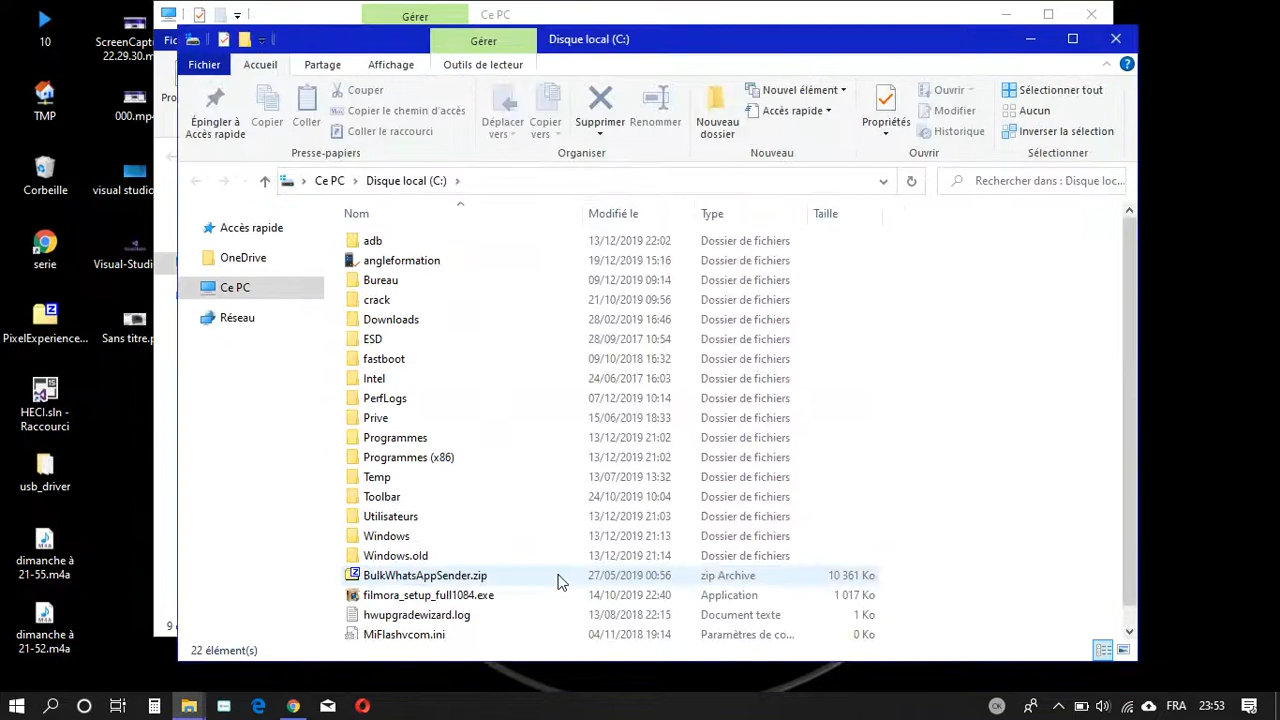 10
ScreenCaptu
22.29.30.m
TMP
000.mp4
Corbeille
visual studio
serie
Visual-Studi
PixelExperience...
Sans titre.p
HECI.sln -
Raccourci
usb_driver
dimanche à
21-55.m4a
dimanche à
21-52.m4a
Gérer
Ce PC
Fic
Pro
9 é
Gérer
Disque local (C:)
Fichier
Accueil
Partage
Affichage
Outils de lecteur
Épingler à
Accès rapide
Copier
Coller
Couper
Copier le chemin d'accès
Coller le raccourci
Presse-papiers
Déplacer
vers
Copier
vers
Supprimer
Renommer
Organiser
Nouveau
dossier
Nouvel élément
Accès rapide
Nouveau
Propriétés
Ouvrir
Modifier
Historique
Ouvrir
Sélectionner tout
Aucun
Inverser la sélection
Sélectionner
Ce PC > Disque local (C:) >
Rechercher dans : Disque loc...
Accès rapide
OneDrive
Ce PC
Réseau
Nom Modifié le Type Taille
adb 13/12/2019 22:02 Dossier de fichiers
angleformation 19/12/2019 15:16 Dossier de fichiers
Bureau 09/12/2019 09:14 Dossier de fichiers
crack 21/10/2019 09:56 Dossier de fichiers
Downloads 28/02/2019 16:46 Dossier de fichiers
ESD 28/09/2017 10:54 Dossier de fichiers
fastboot 09/10/2018 16:32 Dossier de fichiers
Intel 24/06/2017 16:03 Dossier de fichiers
PerfLogs 07/12/2019 10:14 Dossier de fichiers
Prive 15/06/2019 18:33 Dossier de fichiers
Programmes 13/12/2019 21:02 Dossier de fichiers
Programmes (x86) 13/12/2019 21:02 Dossier de fichiers
Temp 13/07/2019 13:32 Dossier de fichiers
Toolbar 24/10/2019 10:04 Dossier de fichiers
Utilisateurs 13/12/2019 21:03 Dossier de fichiers
Windows 13/12/2019 21:13 Dossier de fichiers
Windows.old 13/12/2019 21:14 Dossier de fichiers
BulkWhatsAppSender.zip 27/05/2019 00:56 zip Archive 10 361 Ko
filmora_setup_full1084.exe 14/10/2019 22:40 Application 1 017 Ko
hwupgradewizard.log 13/08/2018 22:15 Document texte 1 Ko
MiFlashvcom.ini 04/11/2018 19:14 Paramètres de co... 0 Ko
22 élément(s)
OK
FRA
23:53